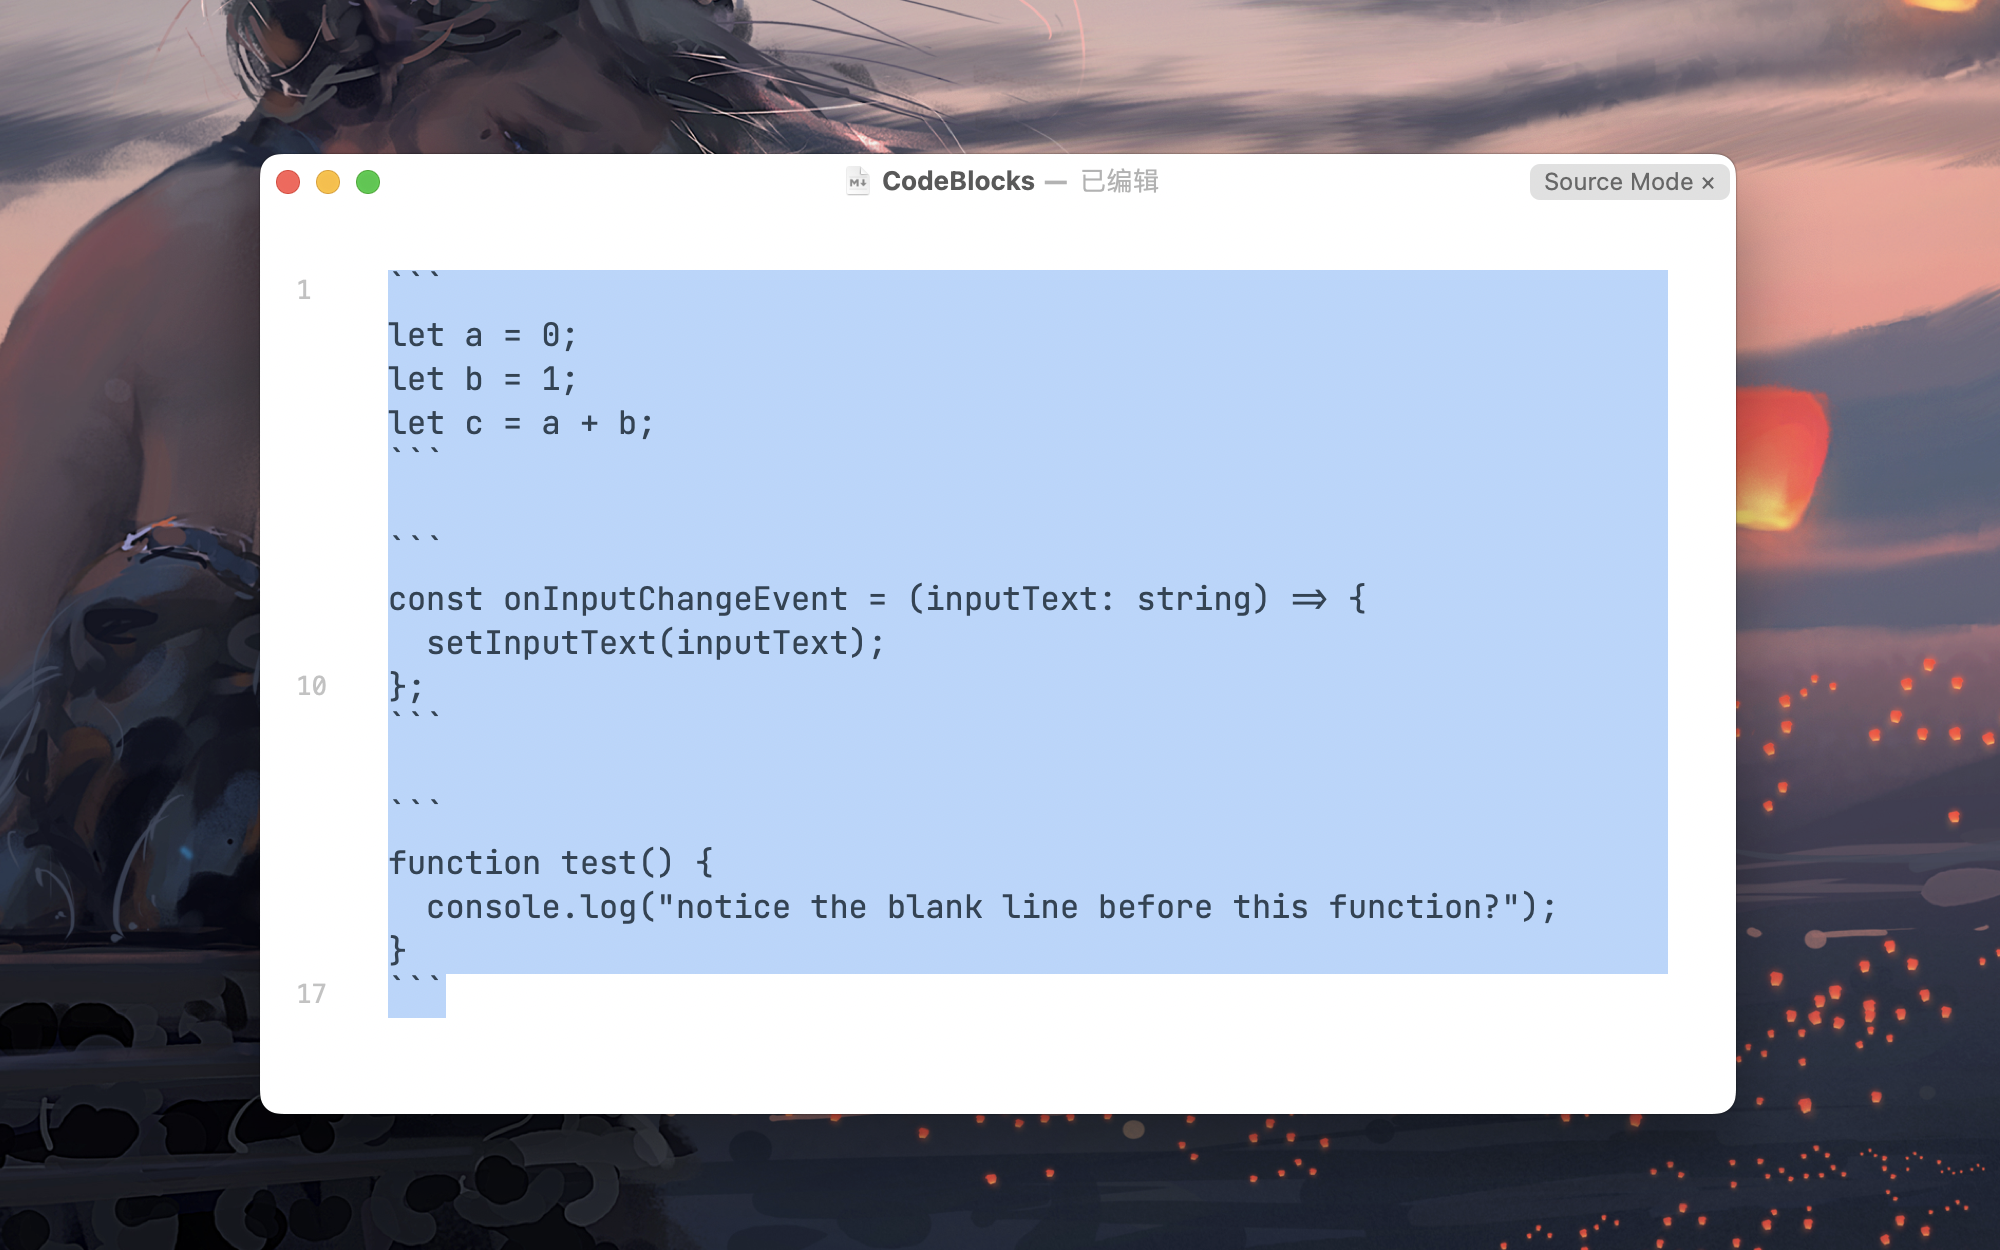 CodeBlocks — 已编辑
Source Mode ×
1
```
let a = 0;
let b = 1;
let c = a + b;
```
```
const onInputChangeEvent = (inputText: string) => {
  setInputText(inputText);
10
};
```
```
function test() {
  console.log("notice the blank line before this function?");
}
17
```